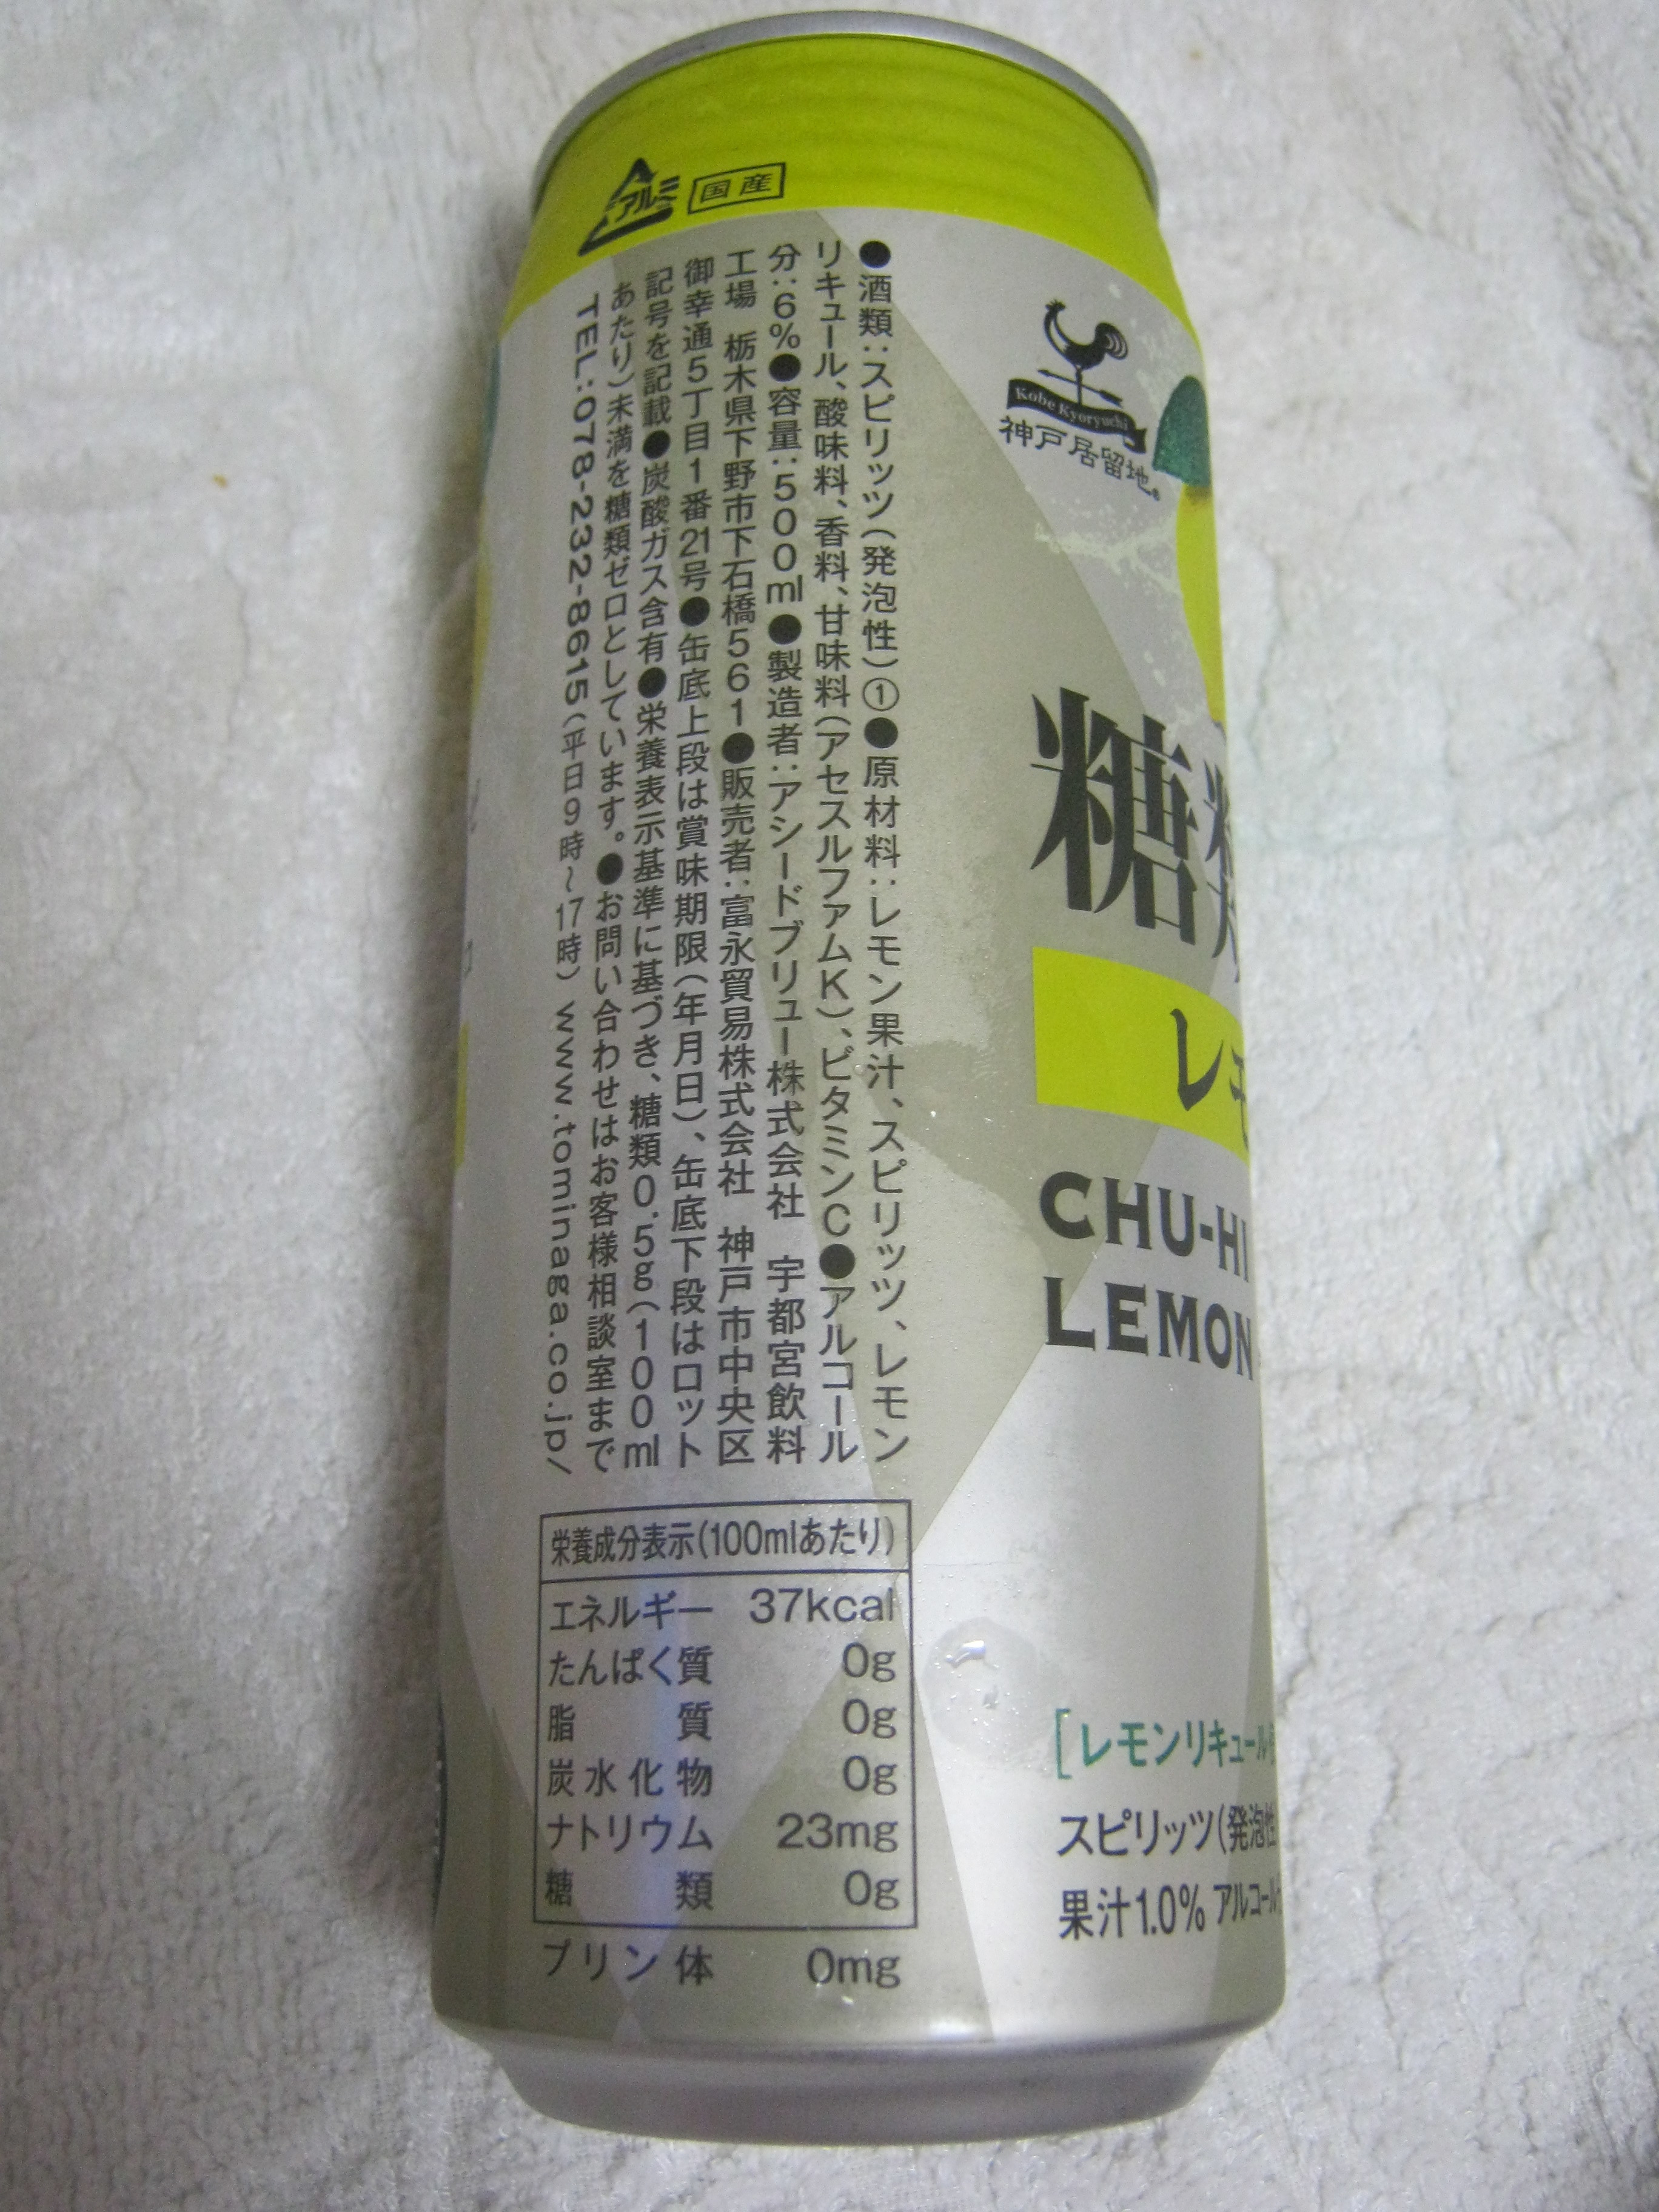 アルミ
国産
●酒類:スピリッツ(発泡性)①●原材料:レモン果汁、スピリッツ、レモン
リキュール、酸味料、香料、甘味料(アセスルファムK)、ビタミンC●アルコール
分:6%●容量:500ml●製造者:アシードブリュー株式会社 宇都宮飲料
工場 栃木県下野市下石橋561●販売者:富永貿易株式会社 神戸市中央区
御幸通5丁目1番21号●缶底上段は賞味期限(年月日)、缶底下段はロット
記号を記載●炭酸ガス含有●栄養表示基準に基づき、糖類0.5g(100ml
あたり)未満を糖類ゼロとしています。●お問い合わせはお客様相談室まで
TEL:078-232-8615(平日9時~17時) www.tominaga.co.jp/
栄養成分表示(100mlあたり)
エネルギー 37kcal
たんぱく質 0g
脂質 0g
炭水化物 0g
ナトリウム 23mg
糖類 0g
プリン体 0mg
Kobe Kyoryuchi
神戸居留地®
糖類
レモ
CHU-HI
LEMON
[レモンリキュール
スピリッツ(発泡性
果汁1.0% アルコール